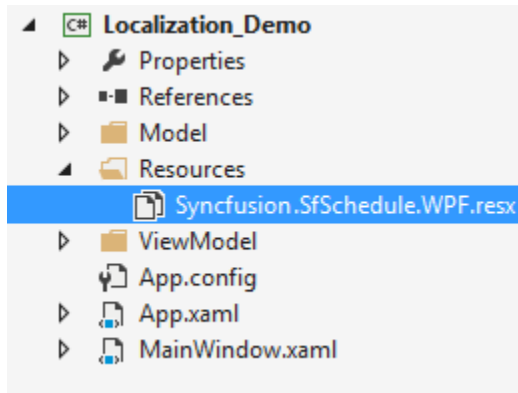 C# Localization_Demo
Properties
References
Model
Resources
Syncfusion.SfSchedule.WPF.resx
ViewModel
App.config
App.xaml
MainWindow.xaml